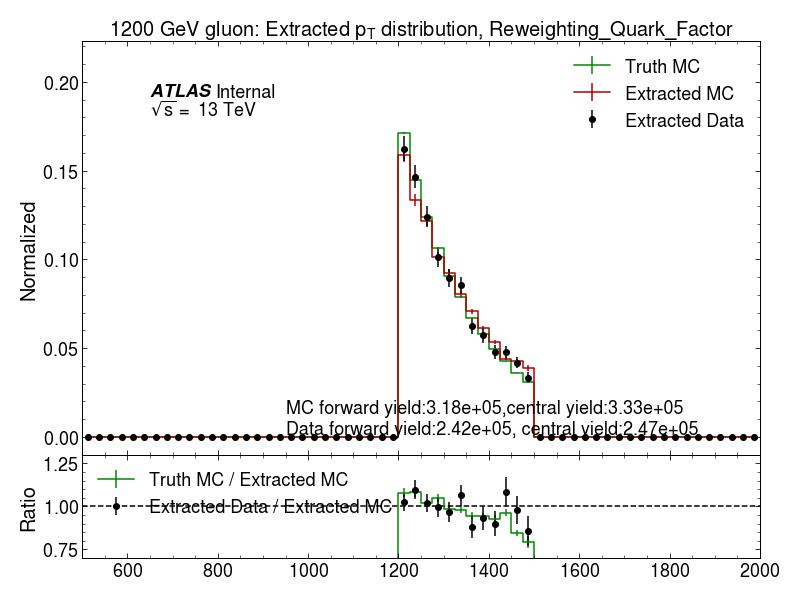 1200 GeV gluon: Extracted pT distribution, Reweighting_Quark_Factor
ATLAS Internal
√s = 13 TeV
Truth MC
Extracted MC
Extracted Data
Normalized
0.20
0.15
0.10
0.05
0.00
MC forward yield:3.18e+05,central yield:3.33e+05
Data forward yield:2.42e+05, central yield:2.47e+05
Ratio
1.25
1.00
0.75
Truth MC / Extracted MC
Extracted Data / Extracted MC
600 800 1000 1200 1400 1600 1800 2000